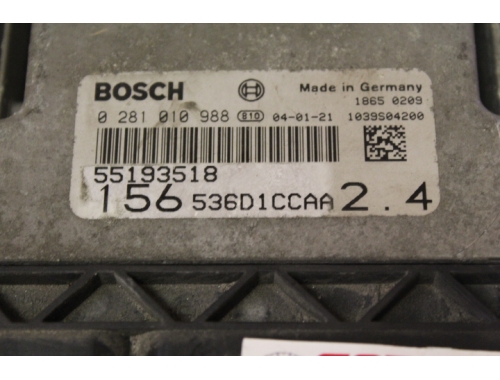 BOSCH
Made in Germany
1865 0209
0 281 010 988 B10 04-01-21 1039S04200
55193518
156 536D1CCAA 2.4